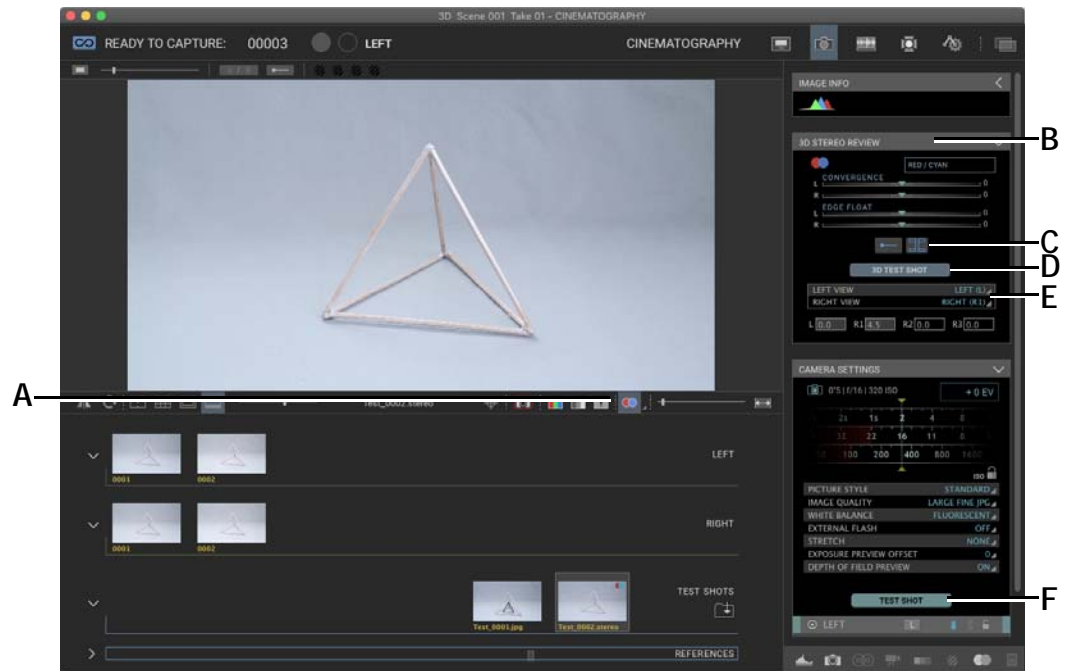 3D Scene 001 Take 01 - CINEMATOGRAPHY
READY TO CAPTURE: 00003 LEFT CINEMATOGRAPHY
IMAGE INFO
B
3D STEREO REVIEW
RED / CYAN
CONVERGENCE
L 0
R 0
EDGE FLOAT
L 0
R 0
C
3D TEST SHOT D
LEFT VIEW LEFT (L)
E
RIGHT VIEW RIGHT (R1)
L 0.0 R1 4.5 R2 0.0 R3 0.0
CAMERA SETTINGS
0"5 | f/16 | 320 ISO + 0 EV
A
Test_0002.stereo
2s 1s 2 4 8
32 22 16 11 8
50 100 200 400 800 1600
ISO
LEFT
0001 0002
PICTURE STYLE STANDARD
IMAGE QUALITY LARGE FINE JPG
WHITE BALANCE FLUORESCENT
EXTERNAL FLASH OFF
STRETCH NONE
EXPOSURE PREVIEW OFFSET 0
DEPTH OF FIELD PREVIEW ON
RIGHT
0001 0002
TEST SHOTS
Test_0001.jpg Test_0002.stereo
TEST SHOT F
LEFT L
REFERENCES